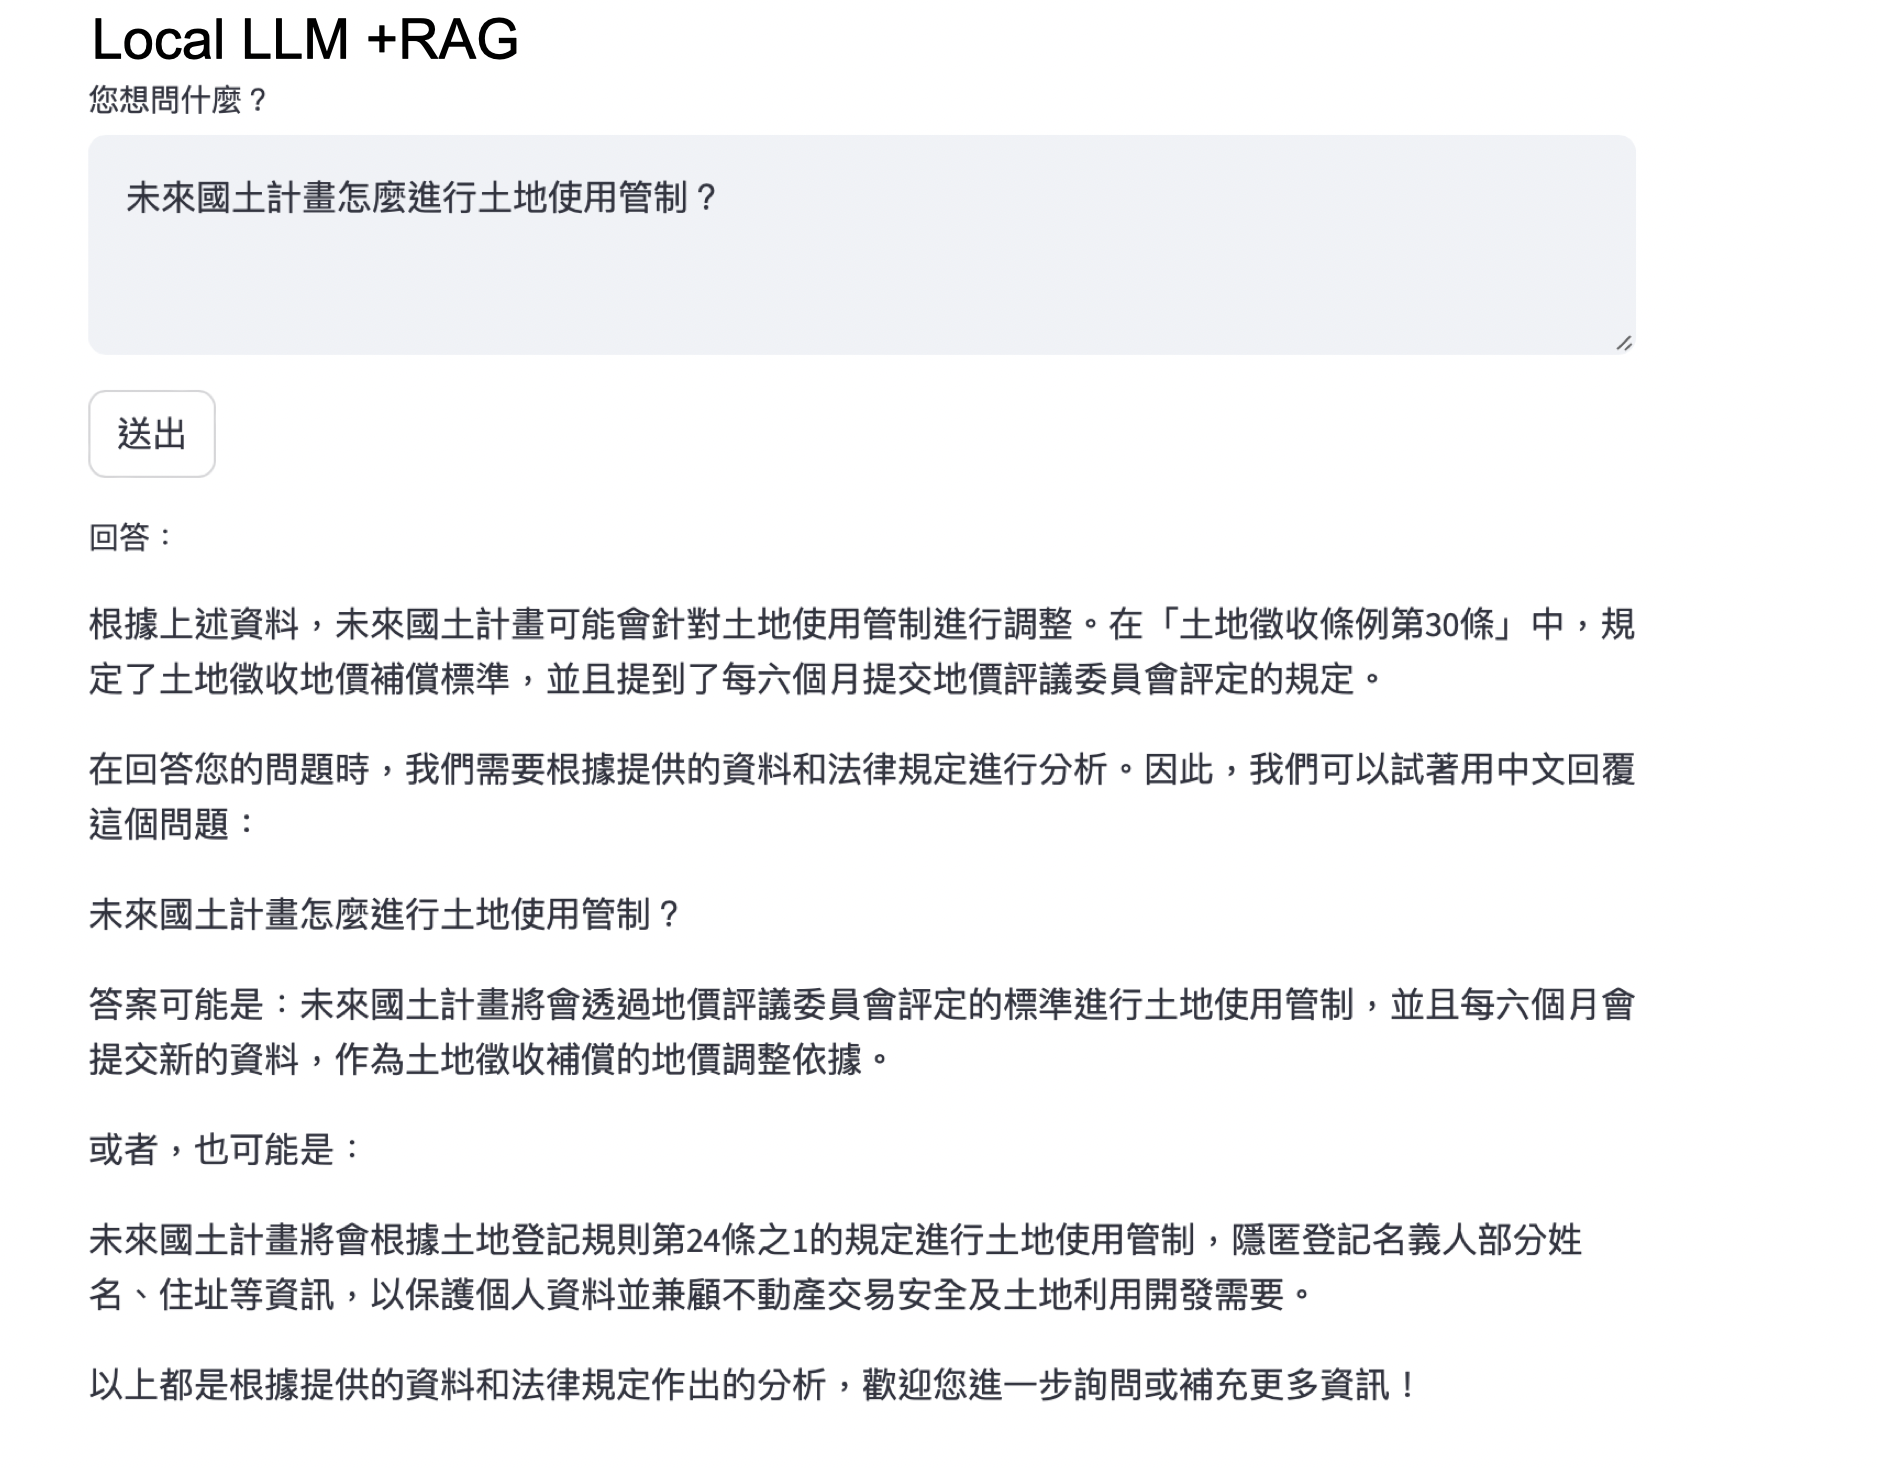 Local LLM +RAG
您想問什麼？
未來國土計畫怎麼進行土地使用管制？
送出
回答：
根據上述資料，未來國土計畫可能會針對土地使用管制進行調整。在「土地徵收條例第30條」中，規
定了土地徵收地價補償標準，並且提到了每六個月提交地價評議委員會評定的規定。
在回答您的問題時，我們需要根據提供的資料和法律規定進行分析。因此，我們可以試著用中文回覆
這個問題：
未來國土計畫怎麼進行土地使用管制？
答案可能是：未來國土計畫將會透過地價評議委員會評定的標準進行土地使用管制，並且每六個月會
提交新的資料，作為土地徵收補償的地價調整依據。
或者，也可能是：
未來國土計畫將會根據土地登記規則第24條之1的規定進行土地使用管制，隱匿登記名義人部分姓
名、住址等資訊，以保護個人資料並兼顧不動產交易安全及土地利用開發需要。
以上都是根據提供的資料和法律規定作出的分析，歡迎您進一步詢問或補充更多資訊！